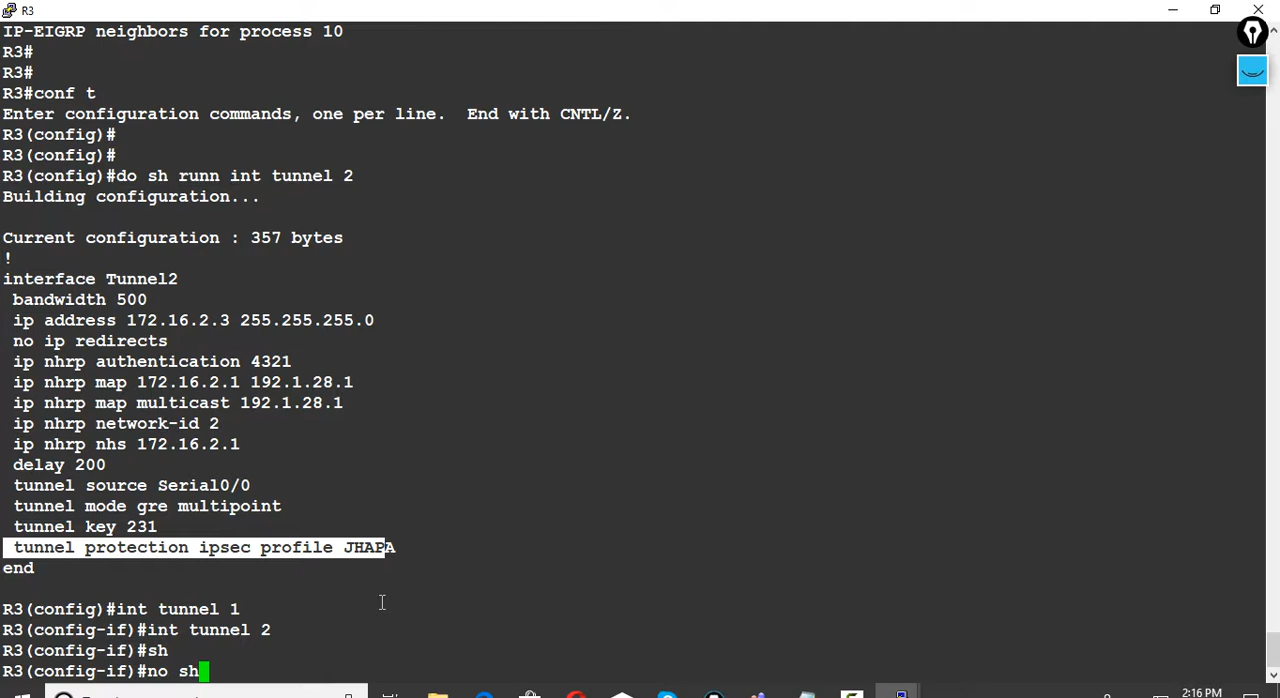 R3
IP-EIGRP neighbors for process 10
R3#
R3#
R3#conf t
Enter configuration commands, one per line.  End with CNTL/Z.
R3(config)#
R3(config)#
R3(config)#do sh runn int tunnel 2
Building configuration...
Current configuration : 357 bytes
!
interface Tunnel2
bandwidth 500
ip address 172.16.2.3 255.255.255.0
no ip redirects
ip nhrp authentication 4321
ip nhrp map 172.16.2.1 192.1.28.1
ip nhrp map multicast 192.1.28.1
ip nhrp network-id 2
ip nhrp nhs 172.16.2.1
delay 200
tunnel source Serial0/0
tunnel mode gre multipoint
tunnel key 231
tunnel protection ipsec profile JHAPA
end
R3(config)#int tunnel 1
R3(config-if)#int tunnel 2
R3(config-if)#sh
R3(config-if)#no sh
2:16 PM